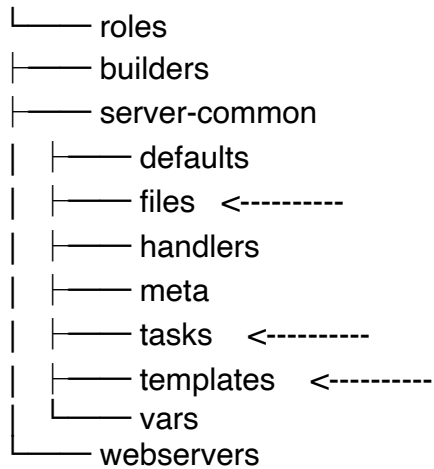 roles
builders
server-common
defaults
files <----------
handlers
meta
tasks <----------
templates <----------
vars
webservers